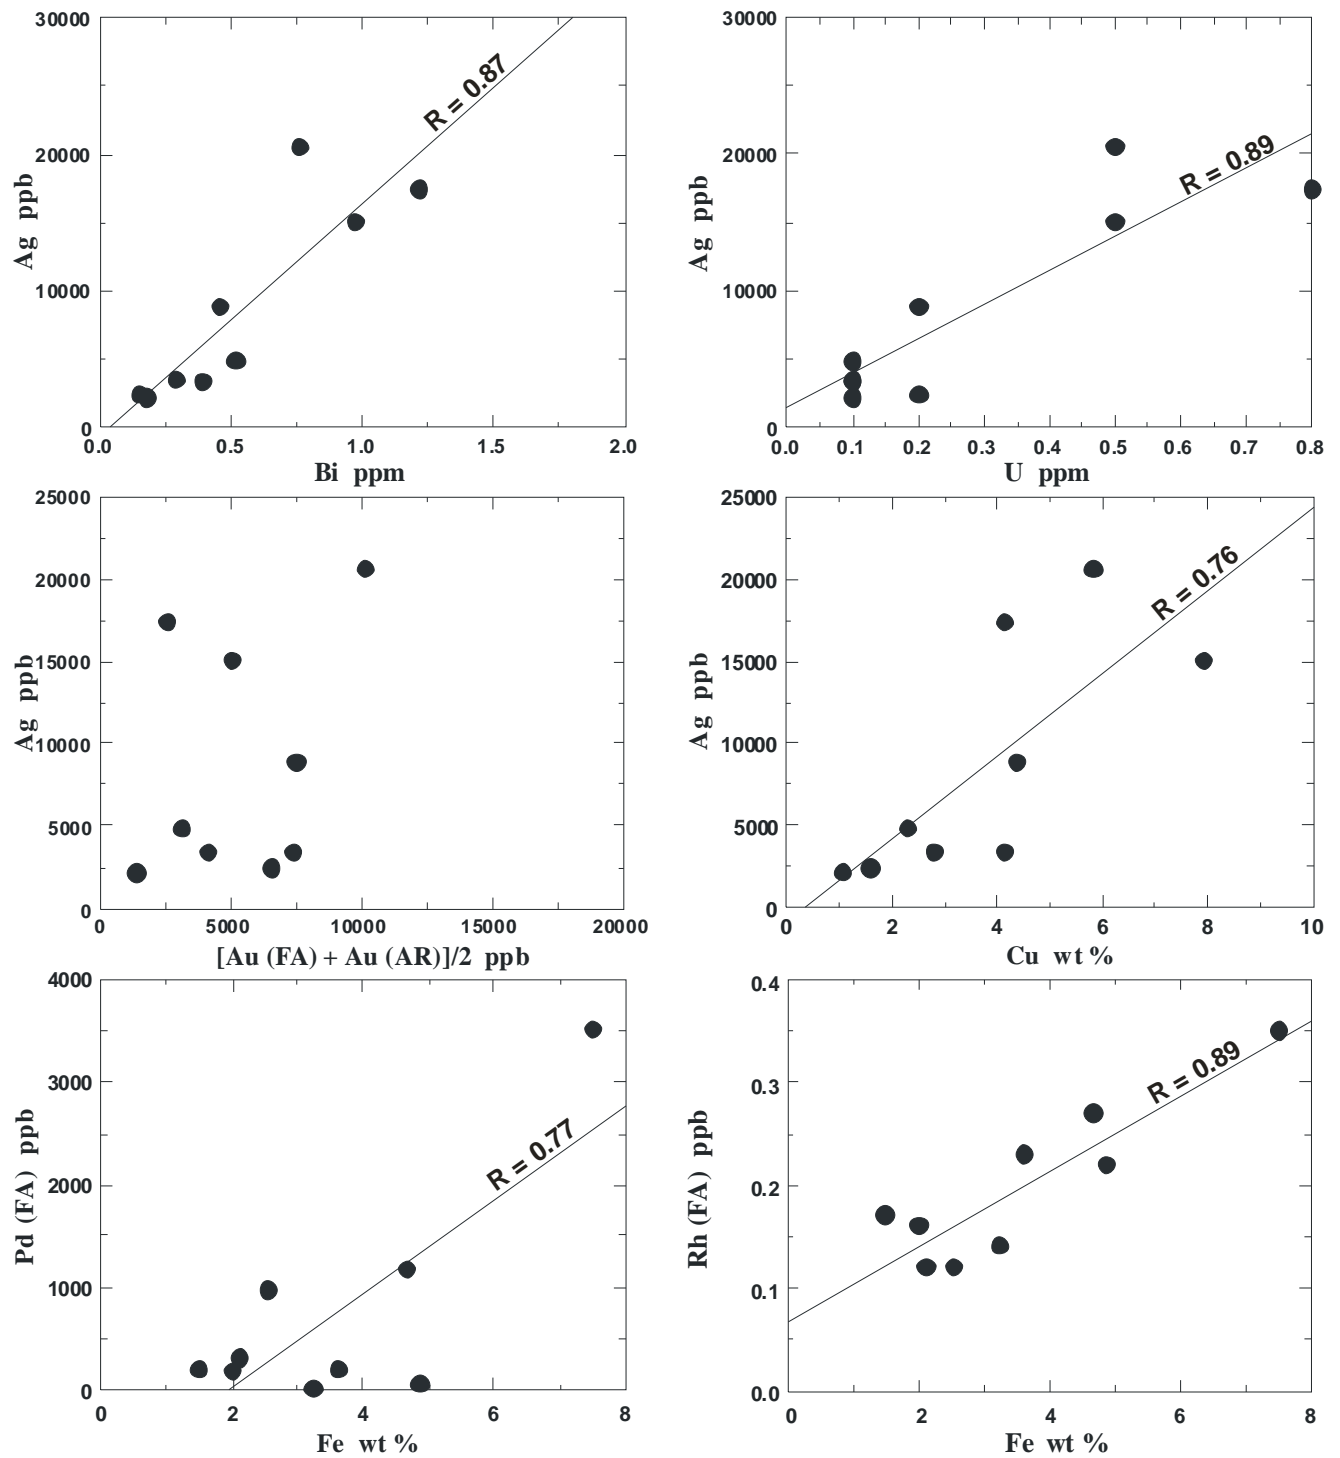 30000
20000
10000
0
Ag ppb
R = 0.87
0.0 0.5 1.0 1.5 2.0
Bi ppm
30000
20000
10000
0
Ag ppb
R = 0.89
0.0 0.1 0.2 0.3 0.4 0.5 0.6 0.7 0.8
U ppm
25000
20000
15000
10000
5000
0
Ag ppb
0 5000 10000 15000 20000
[Au (FA) + Au (AR)]/2 ppb
25000
20000
15000
10000
5000
0
Ag ppb
R = 0.76
0 2 4 6 8 10
Cu wt %
4000
3000
2000
1000
0
Pd (FA) ppb
R = 0.77
0 2 4 6 8
Fe wt %
0.4
0.3
0.2
0.1
0.0
Rh (FA) ppb
R = 0.89
0 2 4 6 8
Fe wt %